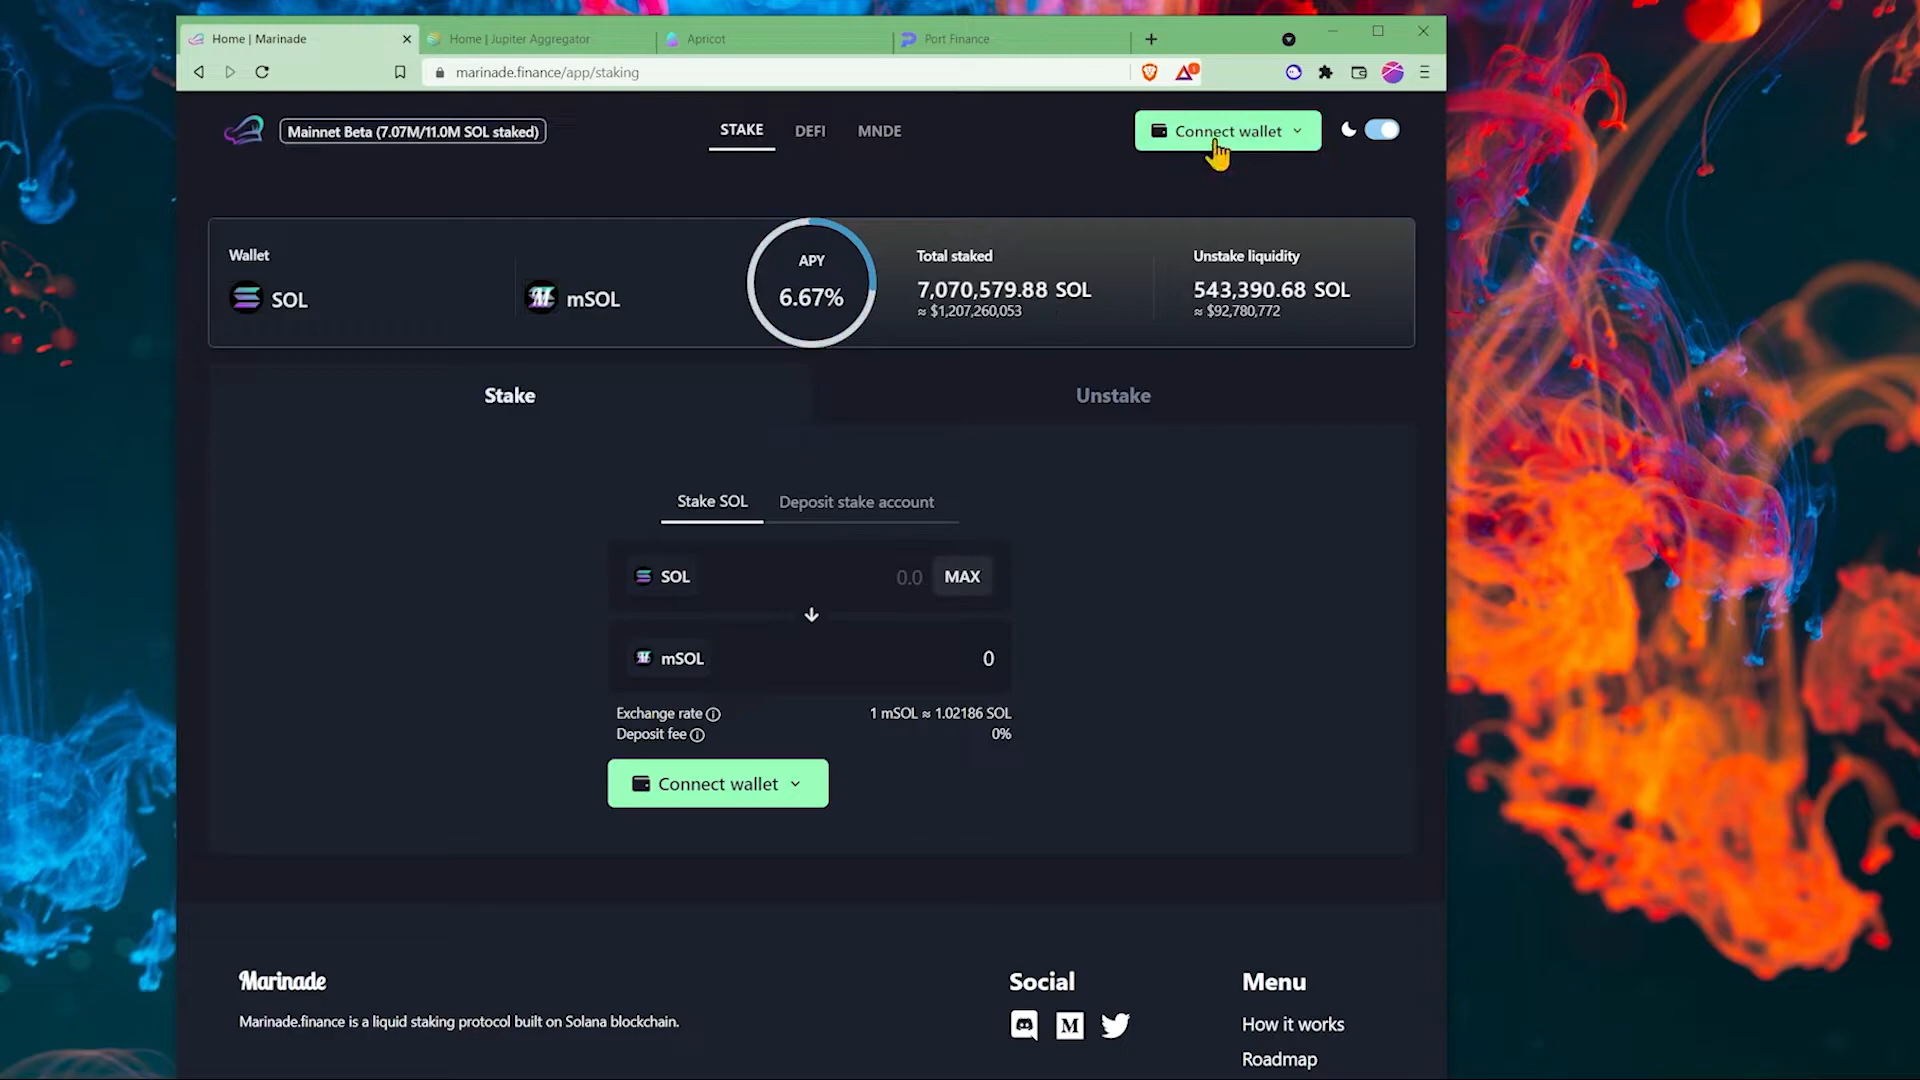 Home | Marinade
Home | Jupiter Aggregator
Apricot
Port Finance
marinade.finance/app/staking
1
Mainnet Beta (7.07M/11.0M SOL staked)
STAKE
DEFI
MNDE
Connect wallet
Wallet
SOL
mSOL
APY
6.67%
Total staked
7,070,579.88 SOL
≈ $1,207,260,053
Unstake liquidity
543,390.68 SOL
≈ $92,780,772
Stake
Unstake
Stake SOL
Deposit stake account
SOL
0.0
MAX
mSOL
0
Exchange rate
1 mSOL ≈ 1.02186 SOL
Deposit fee
0%
Connect wallet
Marinade
Marinade.finance is a liquid staking protocol built on Solana blockchain.
Social
M
Menu
How it works
Roadmap